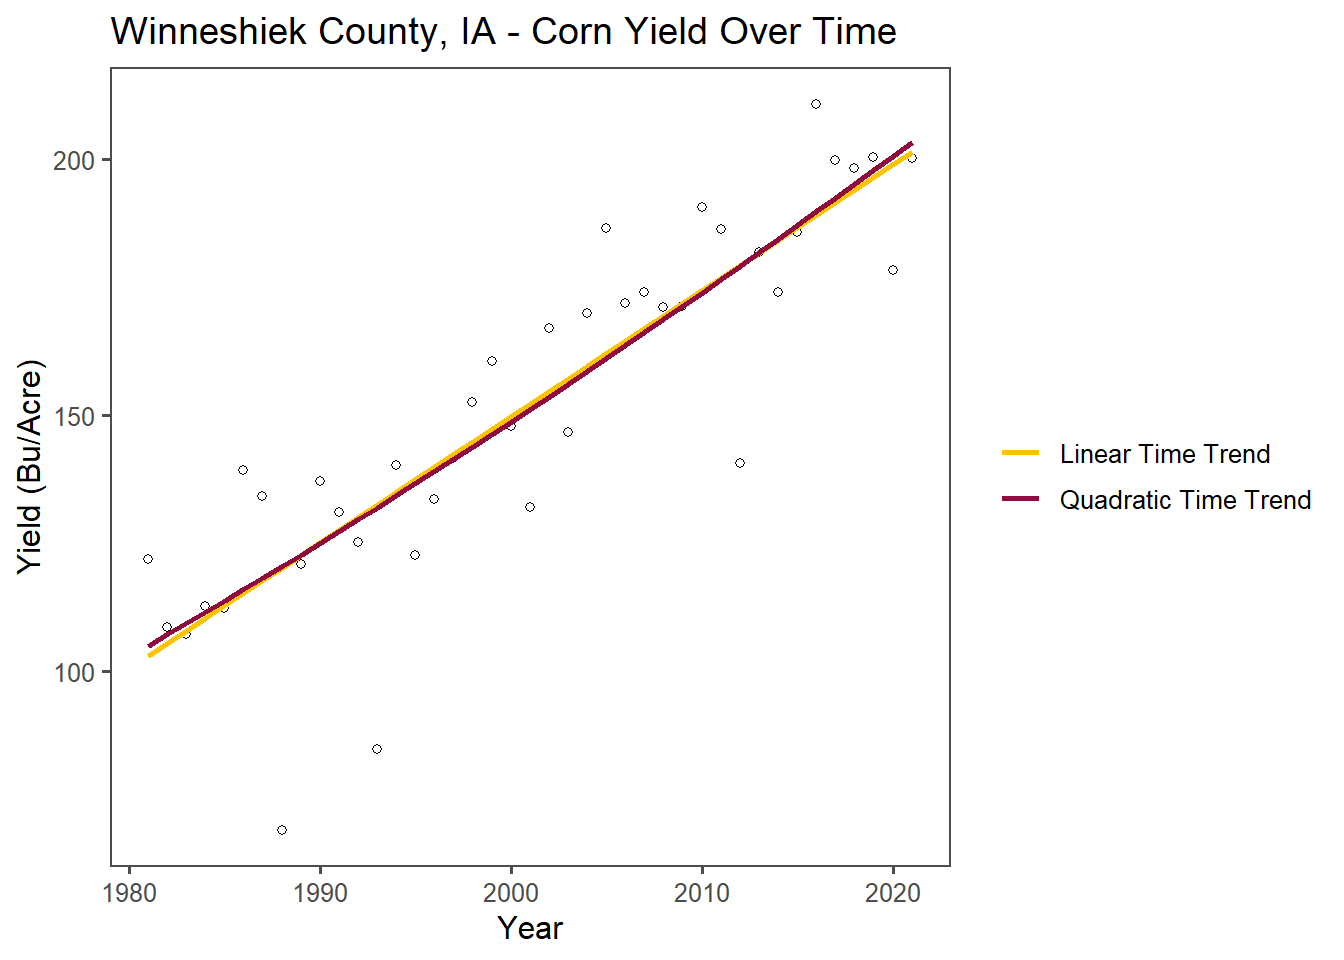 Winneshiek County, IA - Corn Yield Over Time
Yield (Bu/Acre)
200
150
100
1980
1990
2000
2010
2020
Year
Linear Time Trend
Quadratic Time Trend